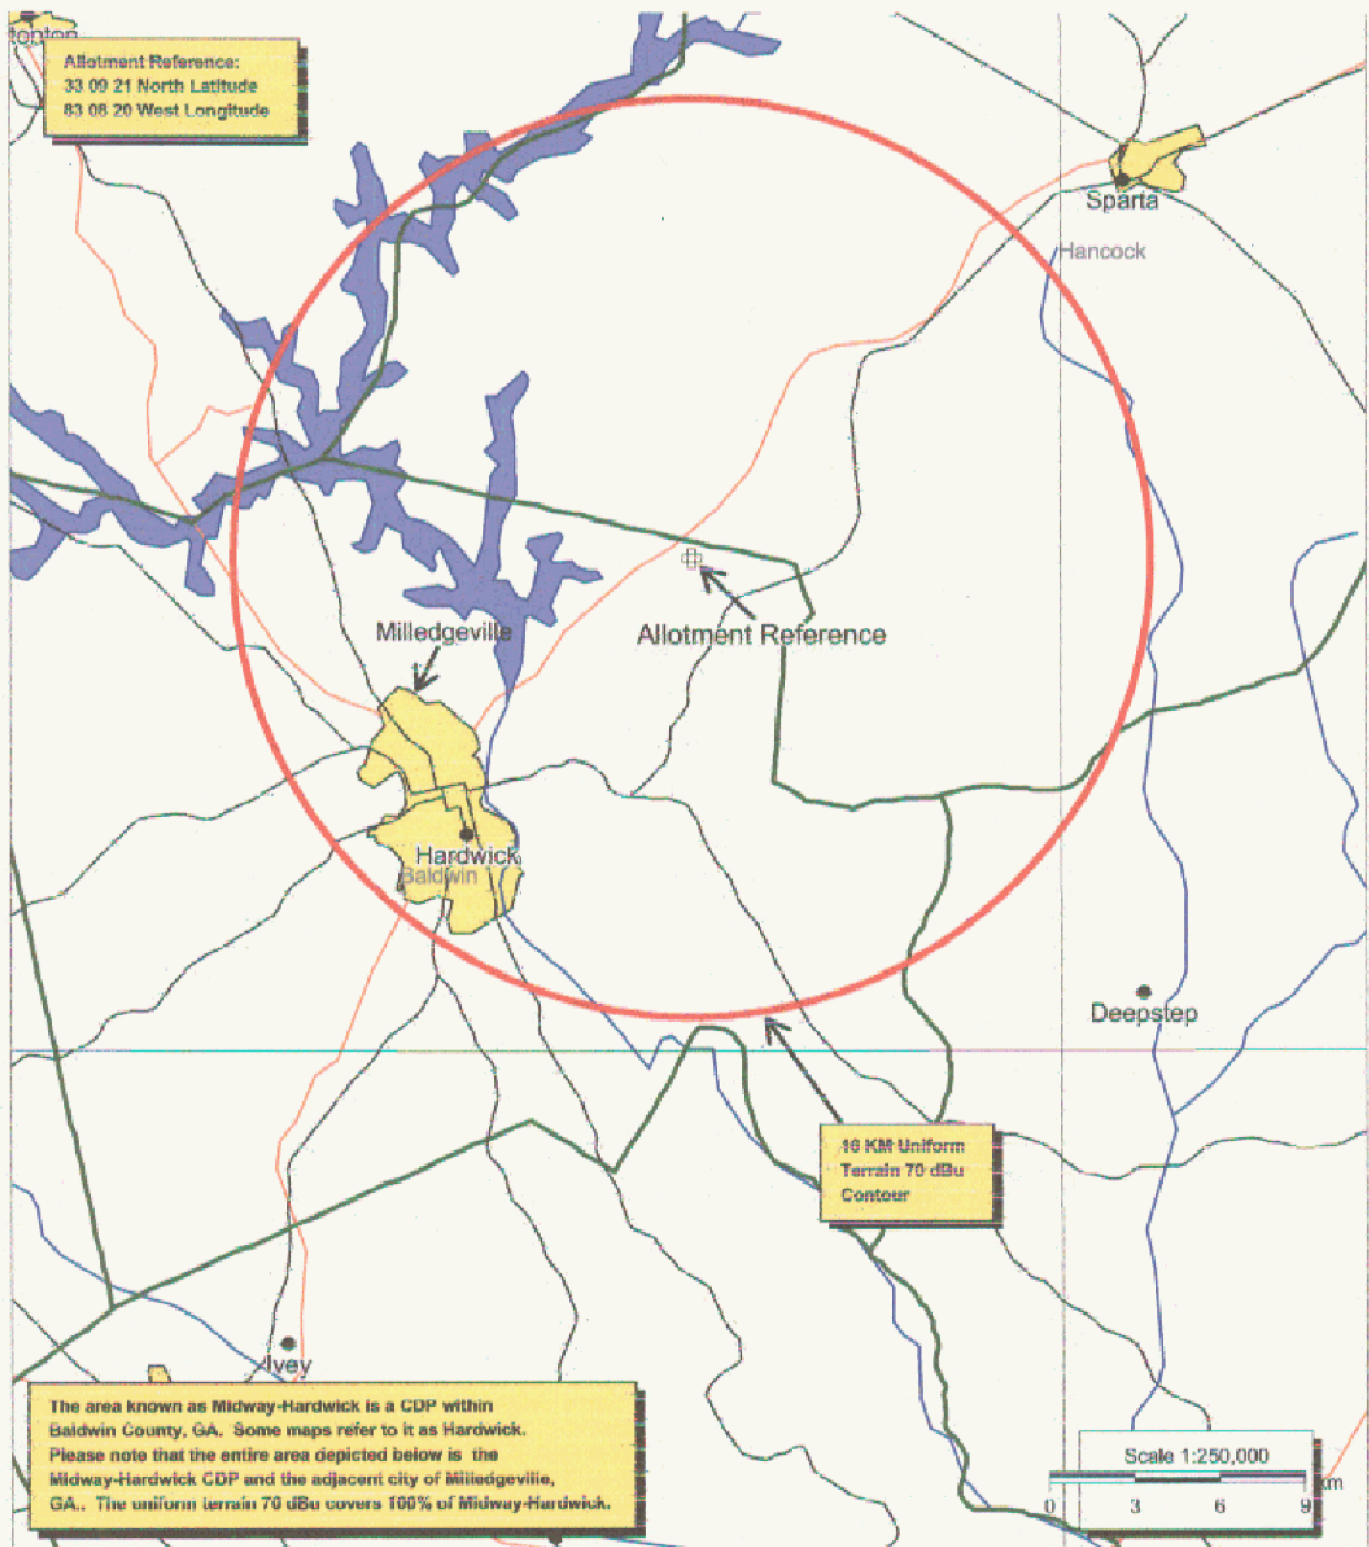 Allotment Reference:
33 09 21 North Latitude
83 08 20 West Longitude
Sparta
Hancock
Milledgeville
Allotment Reference
Hardwick
Baldwin
Deepstep
16 KM Uniform
Terrain 70 dBu
Contour
Ivey
The area known as Midway-Hardwick is a CDP within
Baldwin County, GA. Some maps refer to it as Hardwick.
Please note that the entire area depicted below is the
Midway-Hardwick CDP and the adjacent city of Milledgeville,
GA.. The uniform terrain 70 dBu covers 100% of Midway-Hardwick.
Scale 1:250,000
km
0 3 6 9